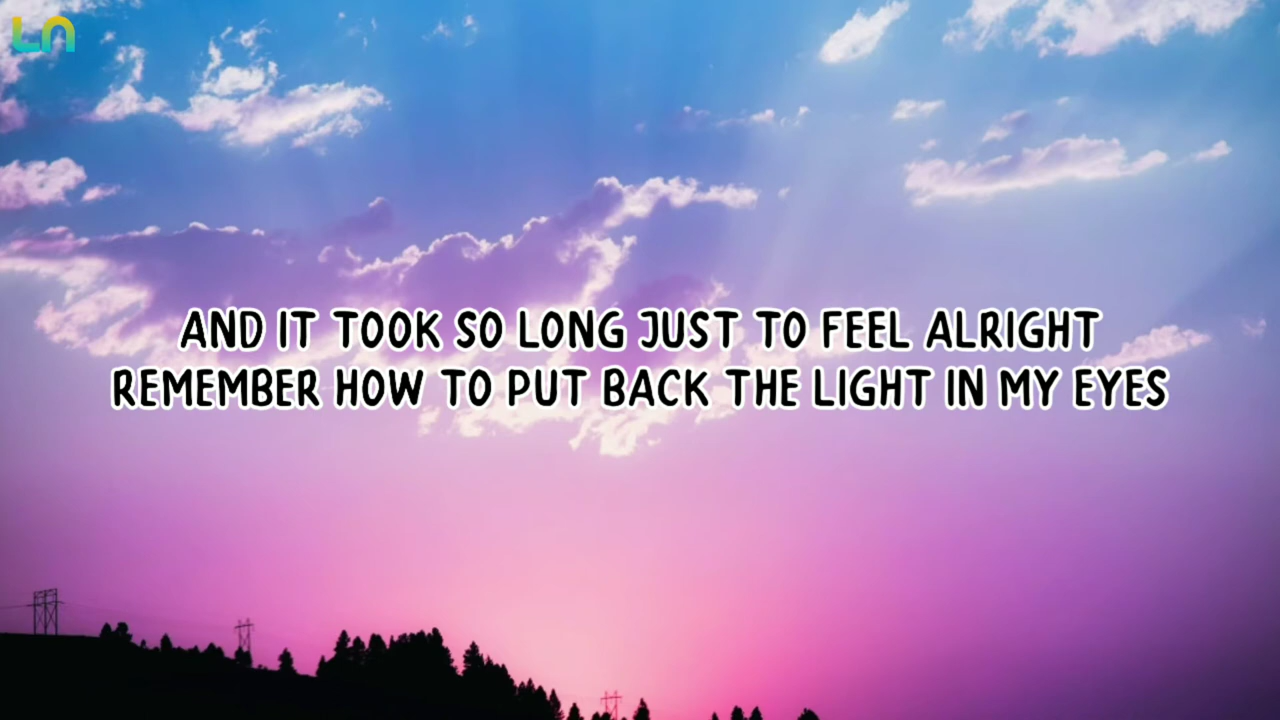 LN
AND IT TOOK SO LONG JUST TO FEEL ALRIGHT
REMEMBER HOW TO PUT BACK THE LIGHT IN MY EYES